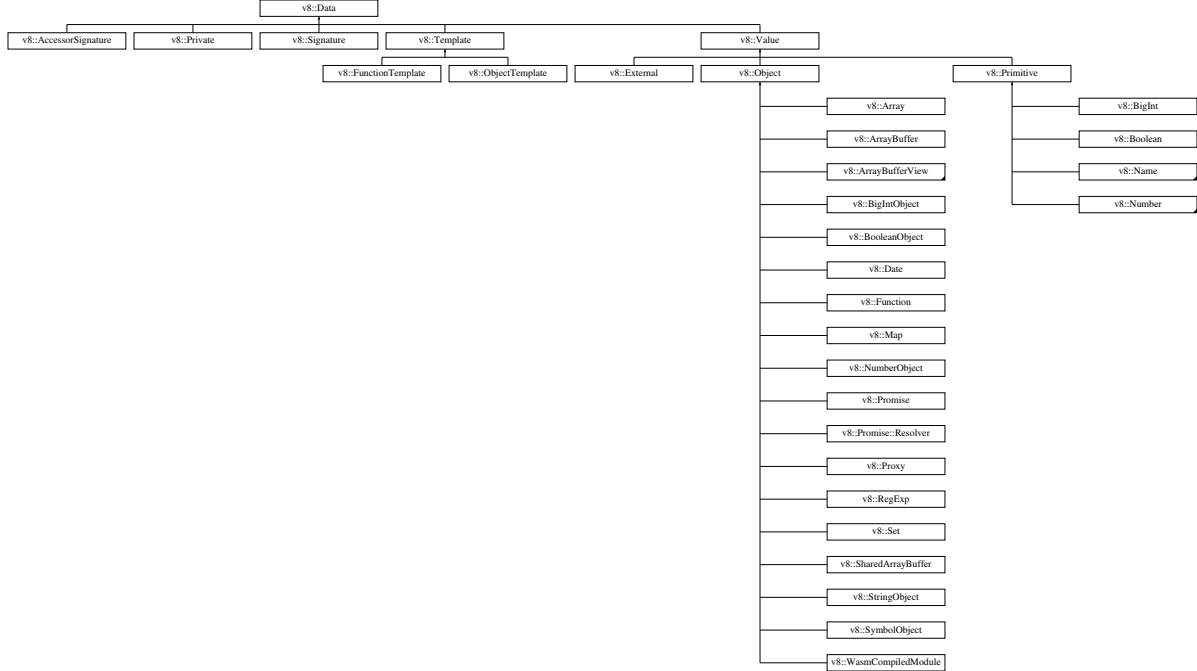 v8::Data
v8::AccessorSignature v8::Private v8::Signature v8::Template v8::Value
v8::FunctionTemplate v8::ObjectTemplate v8::External v8::Object v8::Primitive
v8::Array v8::BigInt
v8::ArrayBuffer v8::Boolean
v8::ArrayBufferView v8::Name
v8::BigIntObject v8::Number
v8::BooleanObject
v8::Date
v8::Function
v8::Map
v8::NumberObject
v8::Promise
v8::Promise::Resolver
v8::Proxy
v8::RegExp
v8::Set
v8::SharedArrayBuffer
v8::StringObject
v8::SymbolObject
v8::WasmCompiledModule